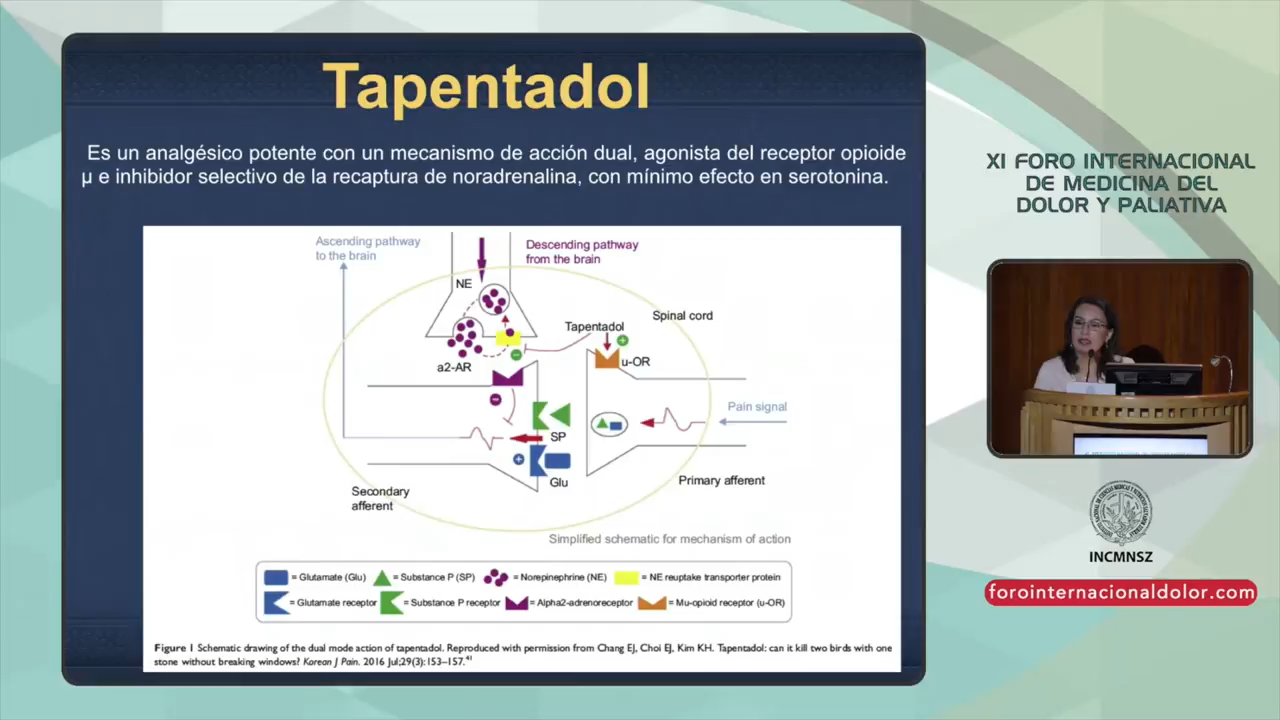 Tapentadol
Es un analgésico potente con un mecanismo de acción dual, agonista del receptor opioide
µ e inhibidor selectivo de la recaptura de noradrenalina, con mínimo efecto en serotonina.
Ascending pathway
to the brain
Descending pathway
from the brain
NE
Spinal cord
Tapentadol
a2-AR
u-OR
Pain signal
SP
Glu
Primary afferent
Secondary
afferent
Simplified schematic for mechanism of action
= Glutamate (Glu)
= Substance P (SP)
= Norepinephrine (NE)
= NE reuptake transporter protein
= Glutamate receptor
= Substance P receptor
= Alpha2-adrenoreceptor
= Mu-opioid receptor (u-OR)
Figure 1 Schematic drawing of the dual mode action of tapentadol. Reproduced with permission from Chang EJ, Choi EJ, Kim KH. Tapentadol: can it kill two birds with one
stone without breaking windows? Korean J Pain. 2016 Jul;29(3):153–157.41
XI FORO INTERNACIONAL
DE MEDICINA DEL
DOLOR Y PALIATIVA
INCMNSZ
forointernacionaldolor.com